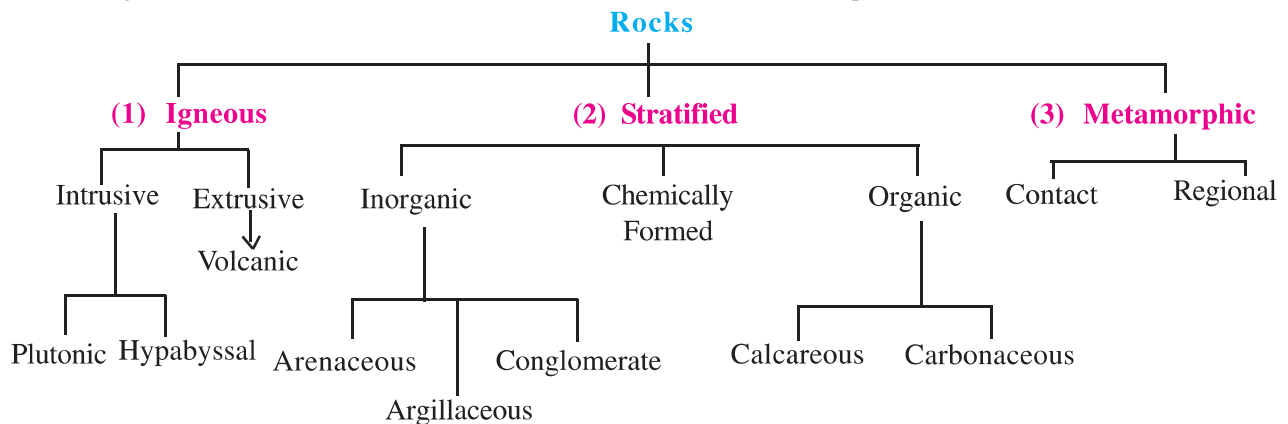 Rocks
(1) Igneous
(2) Stratified
(3) Metamorphic
Intrusive
Extrusive
Inorganic
Chemically
Formed
Organic
Contact
Regional
Volcanic
Plutonic
Hypabyssal
Arenaceous
Argillaceous
Conglomerate
Calcareous
Carbonaceous